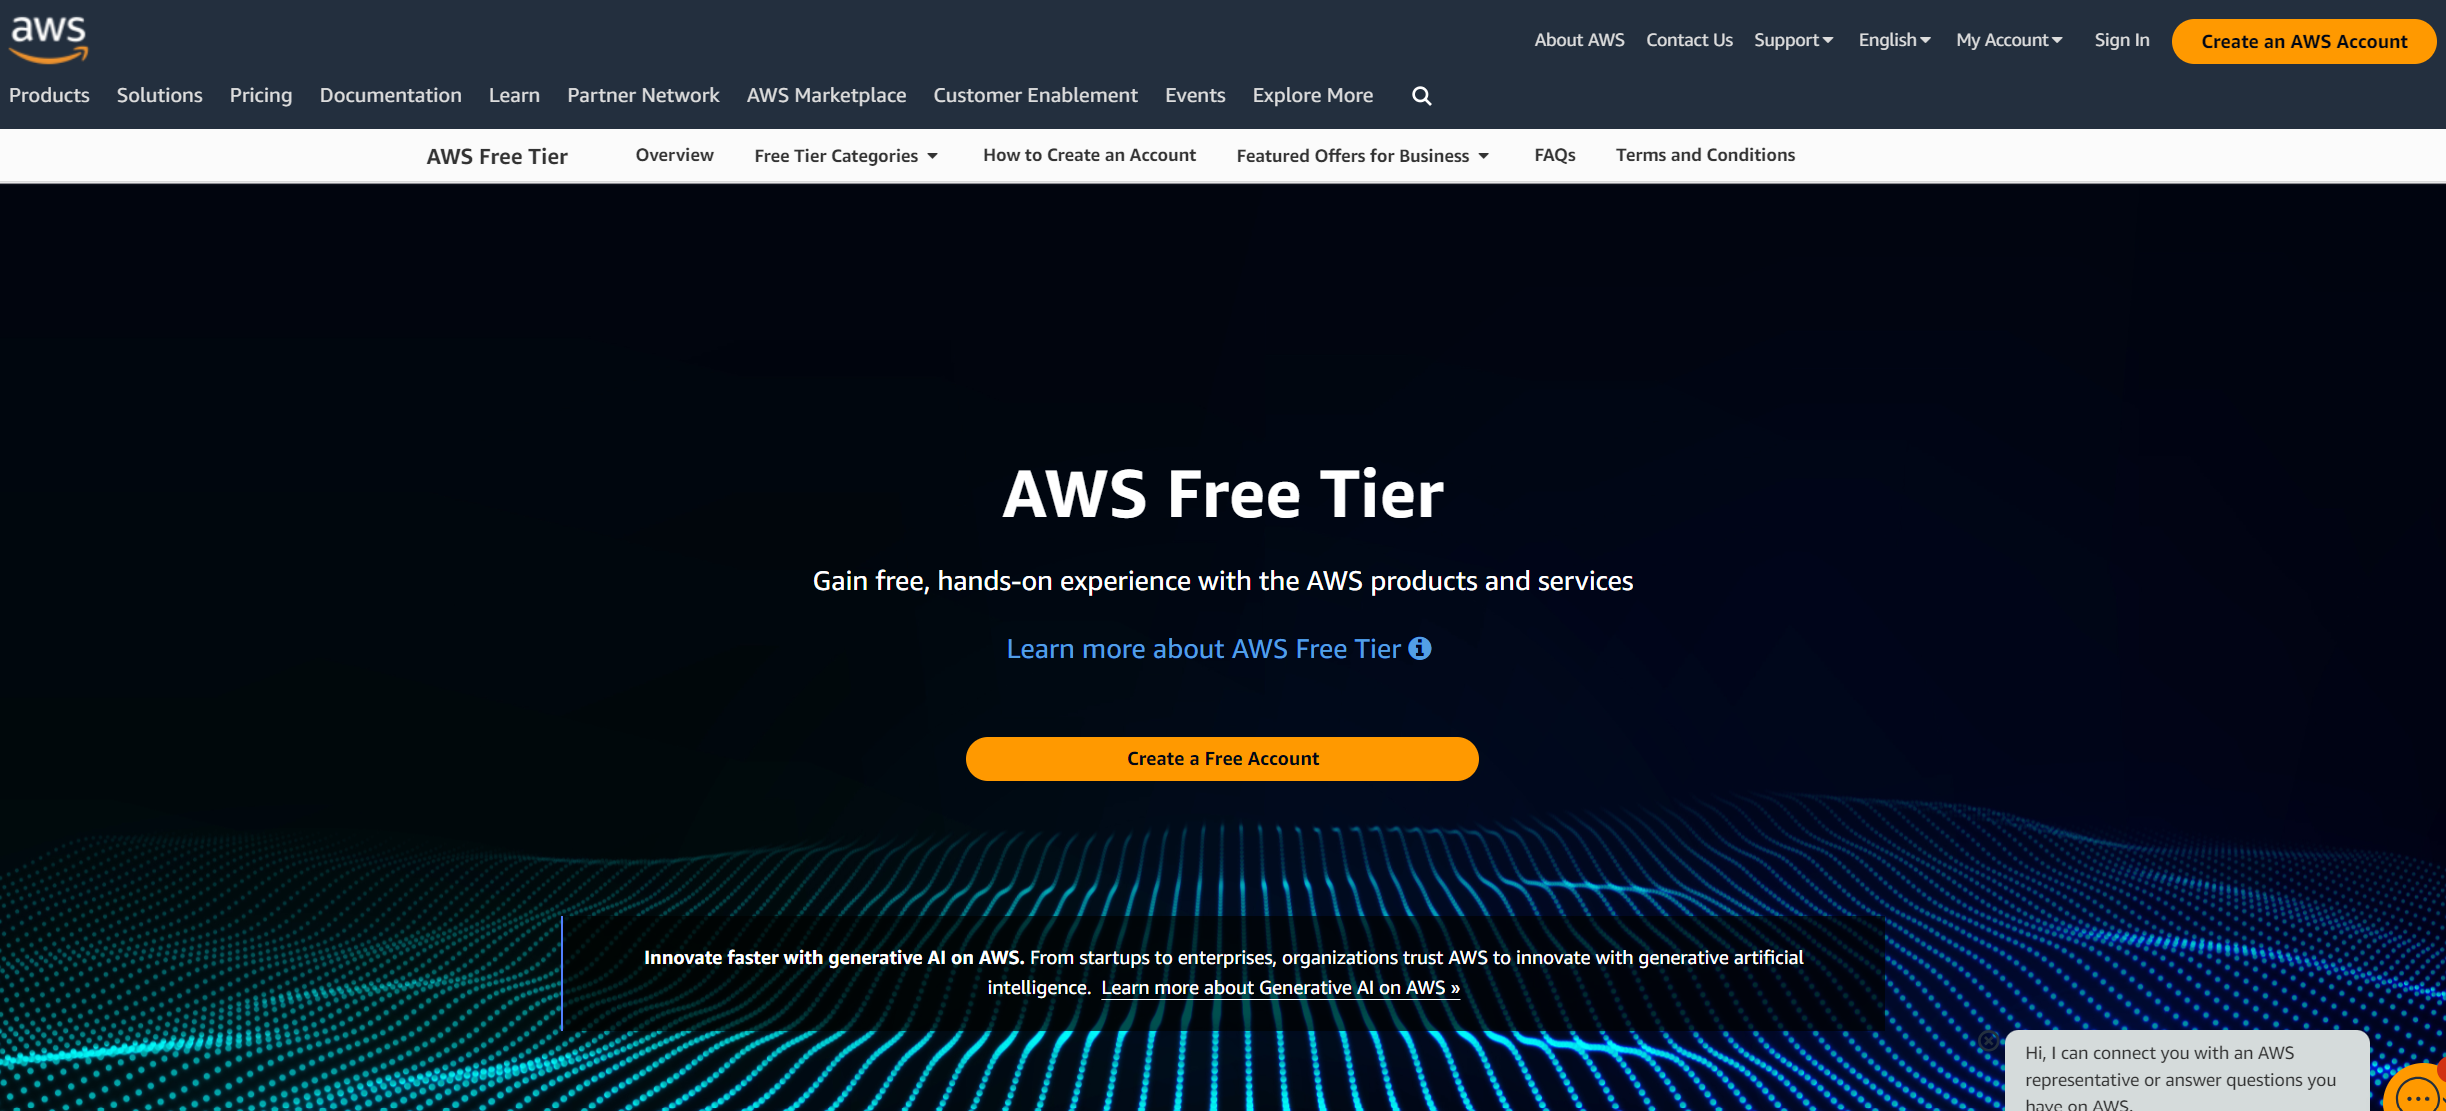 aws
About AWS Contact Us Support English My Account Sign In Create an AWS Account
Products Solutions Pricing Documentation Learn Partner Network AWS Marketplace Customer Enablement Events Explore More
AWS Free Tier Overview Free Tier Categories How to Create an Account Featured Offers for Business FAQs Terms and Conditions
AWS Free Tier
Gain free, hands-on experience with the AWS products and services
Learn more about AWS Free Tier
Create a Free Account
Innovate faster with generative AI on AWS. From startups to enterprises, organizations trust AWS to innovate with generative artificial
intelligence. Learn more about Generative AI on AWS »
Hi, I can connect you with an AWS
representative or answer questions you
have on AWS.